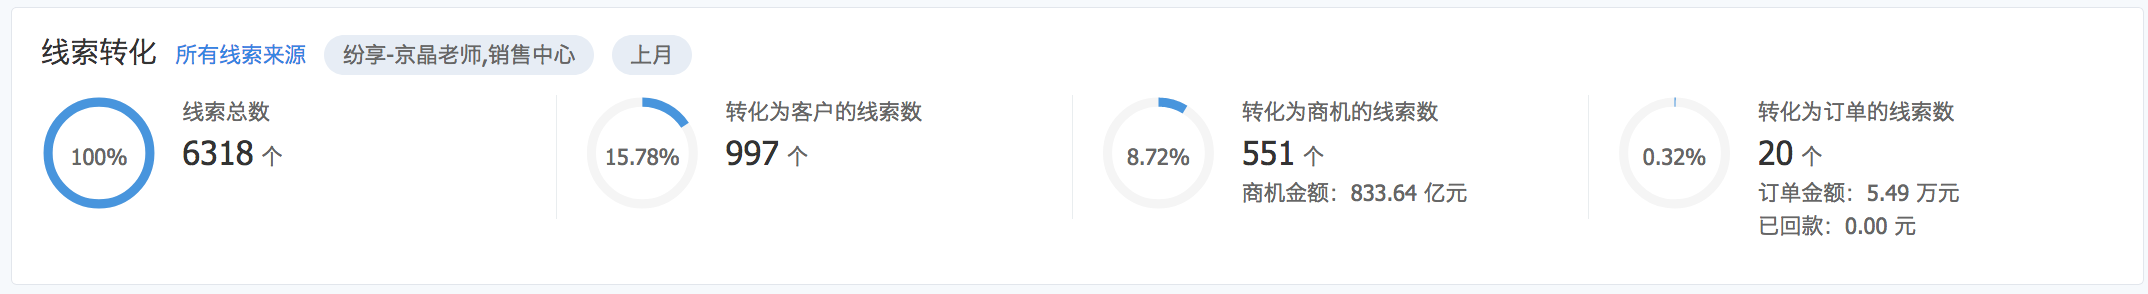 线索转化 所有线索来源 纷享-京晶老师,销售中心 上月
100%
线索总数
6318 个
15.78%
转化为客户的线索数
997 个
8.72%
转化为商机的线索数
551 个
商机金额：833.64 亿元
0.32%
转化为订单的线索数
20 个
订单金额：5.49 万元
已回款：0.00 元